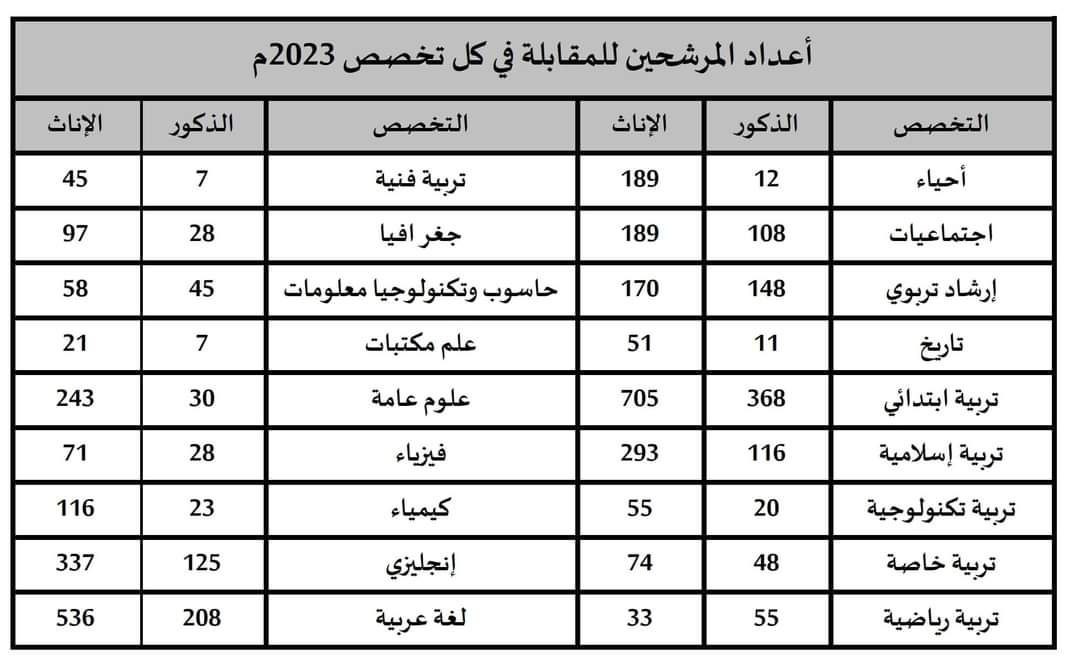 أعداد المرشحين للمقابلة في كل تخصص 2023م
التخصص الذكور الإناث التخصص الذكور الإناث
أحياء 12 189 تربية فنية 7 45
اجتماعيات 108 189 جغرافيا 28 97
إرشاد تربوي 148 170 حاسوب وتكنولوجيا معلومات 45 58
تاريخ 11 51 علم مكتبات 7 21
تربية ابتدائي 368 705 علوم عامة 30 243
تربية إسلامية 116 293 فيزياء 28 71
تربية تكنولوجية 20 55 كيمياء 23 116
تربية خاصة 48 74 إنجليزي 125 337
تربية رياضية 55 33 لغة عربية 208 536